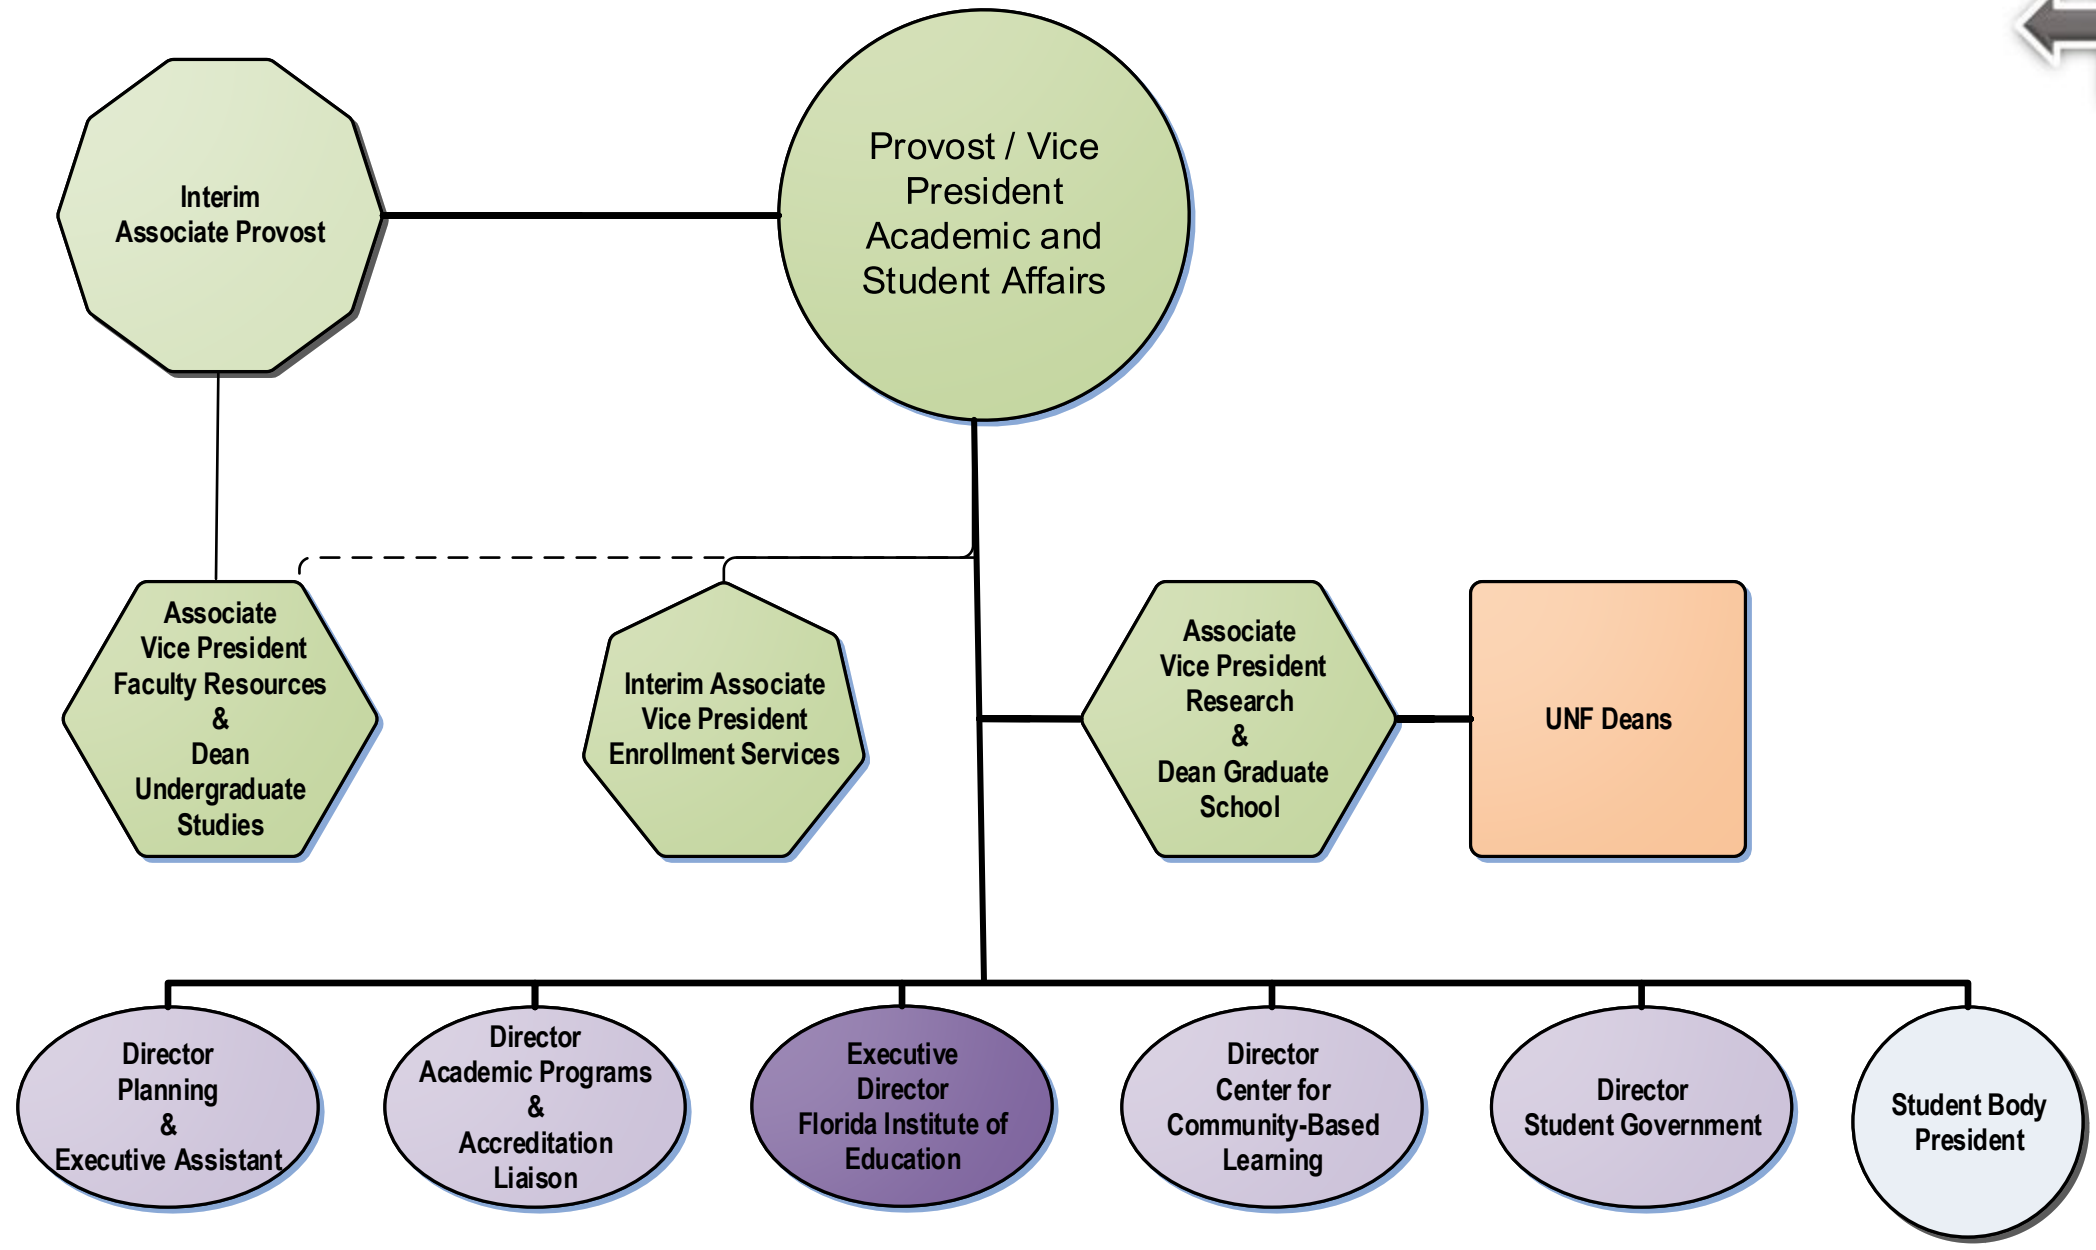 Provost / Vice
President
Academic and
Student Affairs
Interim
Associate Provost
Associate
Vice President
Faculty Resources
&
Dean
Undergraduate
Studies
Interim Associate
Vice President
Enrollment Services
Associate
Vice President
Research
&
Dean Graduate
School
UNF Deans
Director
Planning
&
Executive Assistant
Director
Academic Programs
&
Accreditation
Liaison
Executive
Director
Florida Institute of
Education
Director
Center for
Community-Based
Learning
Director
Student Government
Student Body
President